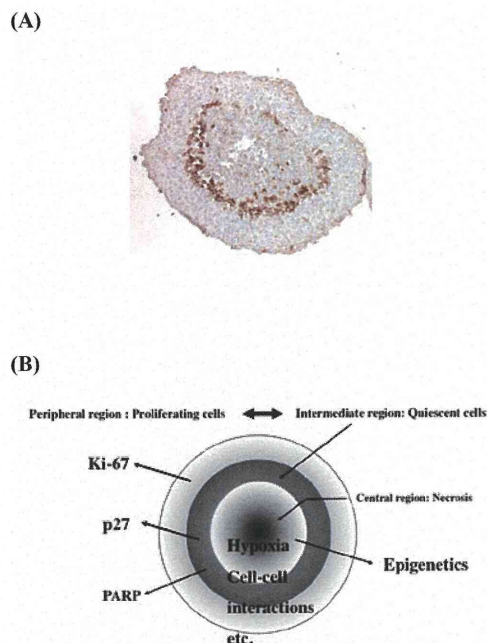 (A)
(B)
Peripheral region : Proliferating cells
Intermediate region: Quiescent cells
Ki-67
Central region: Necrosis
p27
Hypoxia
Epigenetics
Cell-cell
PARP
interactions
etc.